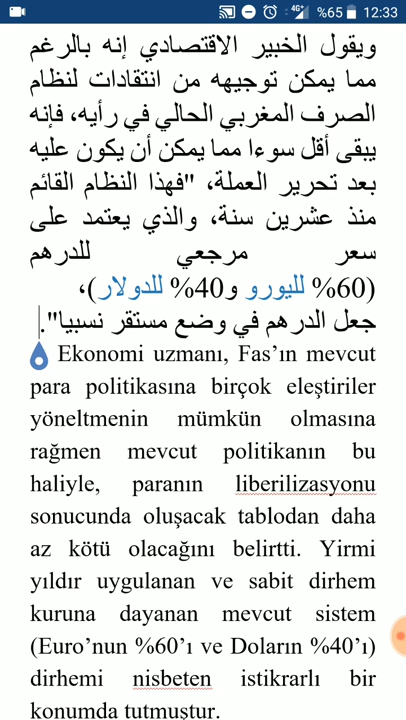 4G+ %65 12:33
ويقول الخبير الاقتصادي إنه بالرغم
مما يمكن توجيهه من انتقادات لنظام
الصرف المغربي الحالي في رأيه، فإنه
يبقى أقل سوءا مما يمكن أن يكون عليه
بعد تحرير العملة، "فهذا النظام القائم
منذ عشرين سنة، والذي يعتمد على
سعر مرجعي للدرهم
(60% لليورو و40% للدولار)،
جعل الدرهم في وضع مستقر نسبيا".
Ekonomi uzmanı, Fas’ın mevcut
para politikasına birçok eleştiriler
yöneltmenin mümkün olmasına
rağmen mevcut politikanın bu
haliyle, paranın liberilizasyonu
sonucunda oluşacak tablodan daha
az kötü olacağını belirtti. Yirmi
yıldır uygulanan ve sabit dirhem
kuruna dayanan mevcut sistem
(Euro’nun %60’ı ve Doların %40’ı)
dirhemi nisbeten istikrarlı bir
konumda tutmuştur.